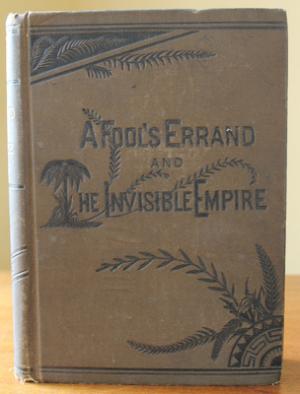 A FOOL'S ERRAND
AND
THE INVISIBLE EMPIRE